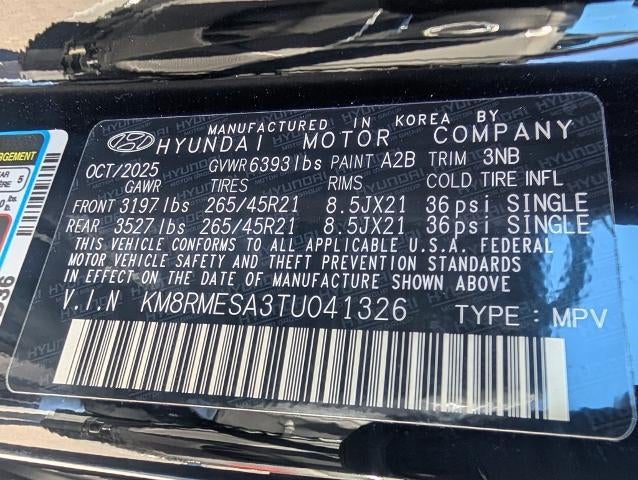 MANUFACTURED IN KOREA BY
HYUNDAI MOTOR COMPANY
OCT/2025 GVWR 6393lbs PAINT A2B TRIM 3NB
GAWR TIRES RIMS COLD TIRE INFL
FRONT 3197 lbs 265/45R21 8.5JX21 36psi SINGLE
REAR 3527 lbs 265/45R21 8.5JX21 36psi SINGLE
THIS VEHICLE CONFORMS TO ALL APPLICABLE U.S.A. FEDERAL
MOTOR VEHICLE SAFETY AND THEFT PREVENTION STANDARDS
IN EFFECT ON THE DATE OF MANUFACTURE SHOWN ABOVE
V.I.N KM8RMESA3TU041326 TYPE : MPV